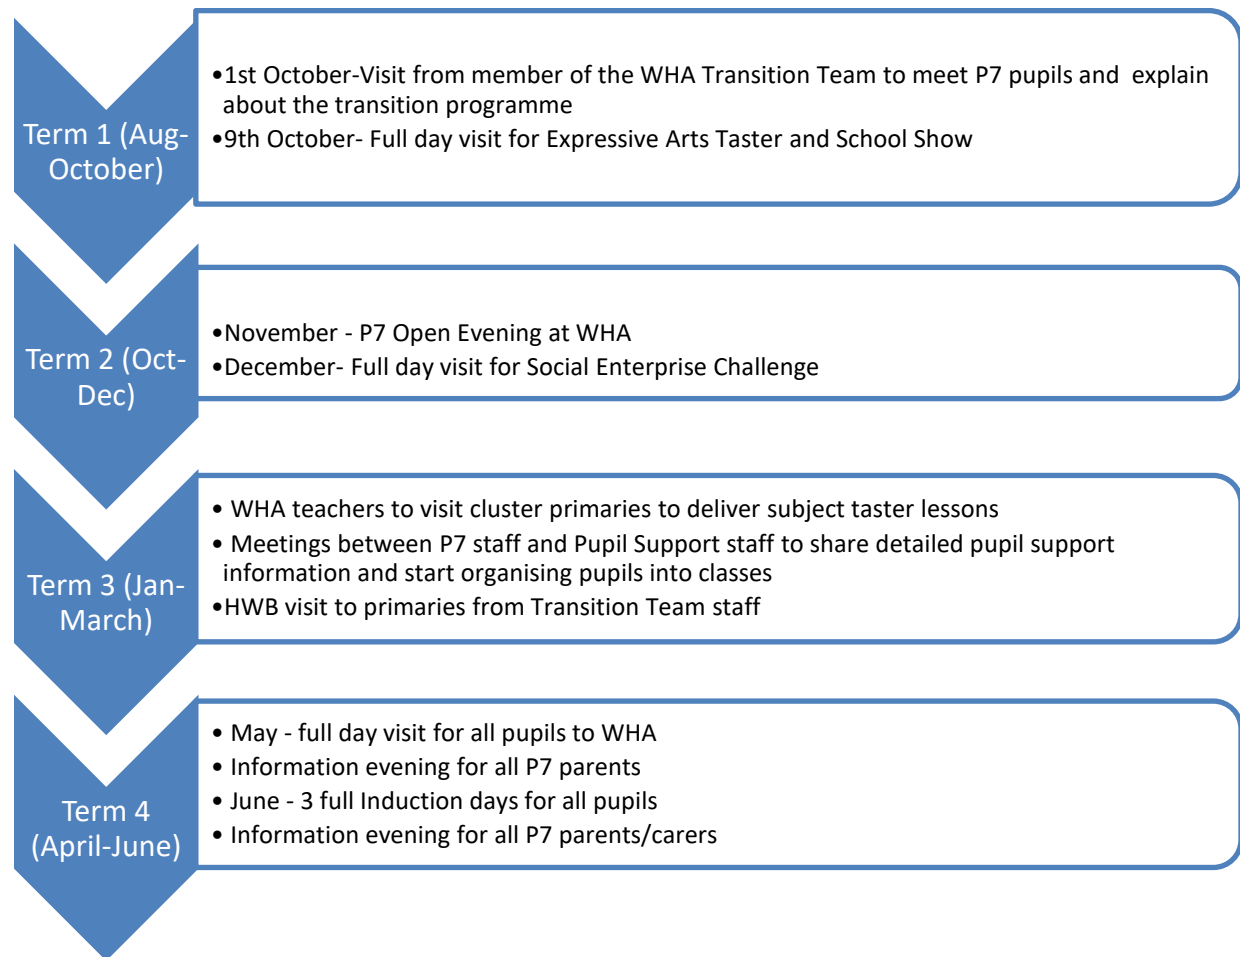 Term 1 (Aug-
October)
•1st October-Visit from member of the WHA Transition Team to meet P7 pupils and explain
about the transition programme
•9th October- Full day visit for Expressive Arts Taster and School Show
Term 2 (Oct-
Dec)
•November - P7 Open Evening at WHA
•December- Full day visit for Social Enterprise Challenge
Term 3 (Jan-
March)
• WHA teachers to visit cluster primaries to deliver subject taster lessons
• Meetings between P7 staff and Pupil Support staff to share detailed pupil support
information and start organising pupils into classes
•HWB visit to primaries from Transition Team staff
Term 4
(April-June)
• May - full day visit for all pupils to WHA
• Information evening for all P7 parents
• June - 3 full Induction days for all pupils
• Information evening for all P7 parents/carers